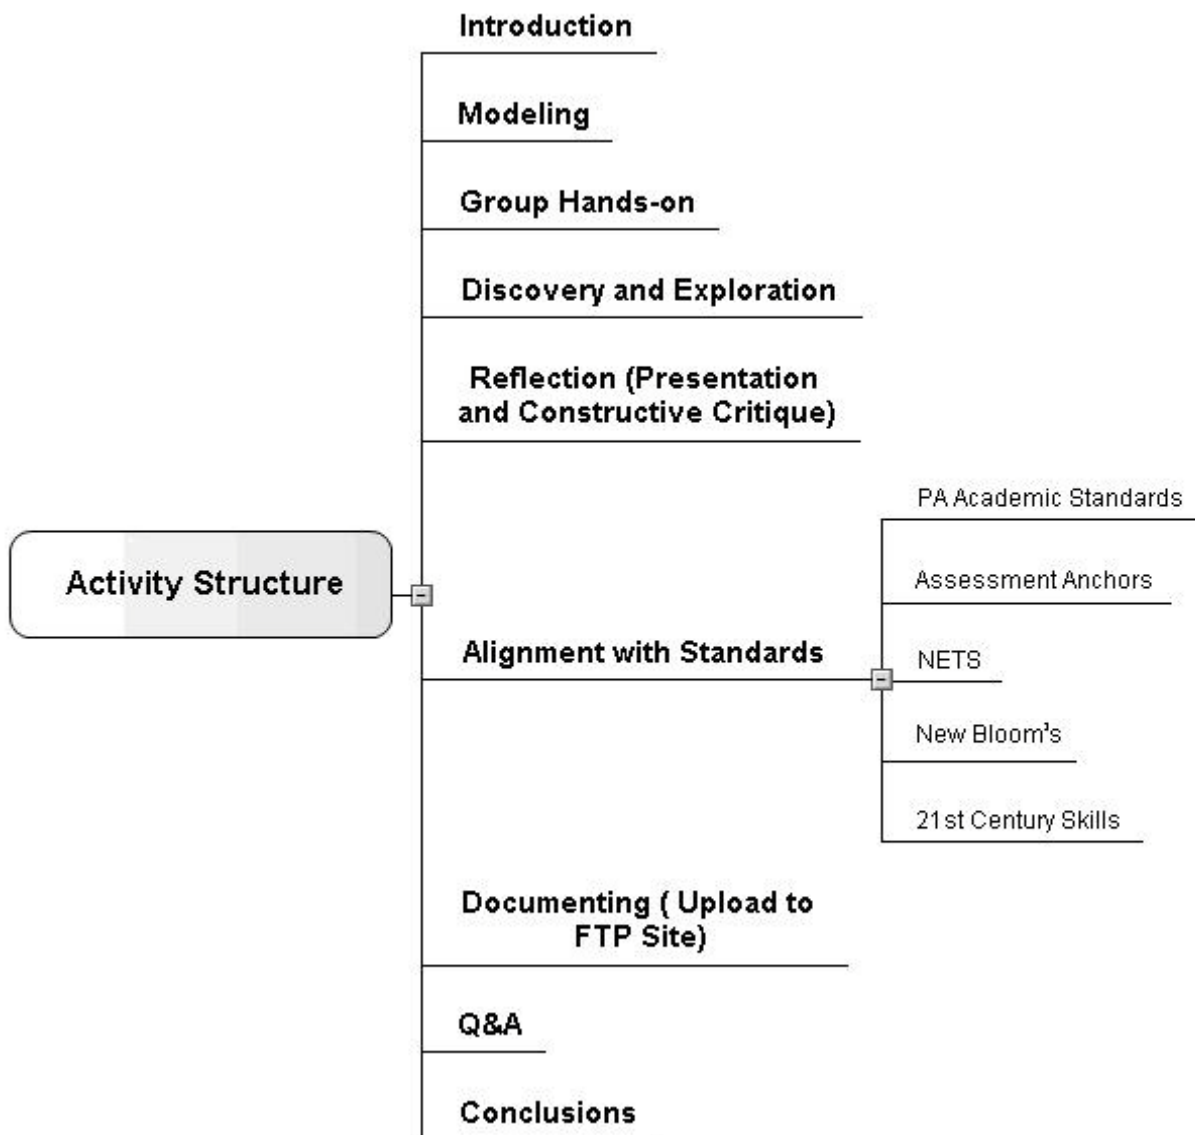 Introduction
Modeling
Group Hands-on
Discovery and Exploration
Reflection (Presentation
and Constructive Critique)
Activity Structure
Alignment with Standards
PA Academic Standards
Assessment Anchors
NETS
New Bloom's
21st Century Skills
Documenting ( Upload to
FTP Site)
Q&A
Conclusions